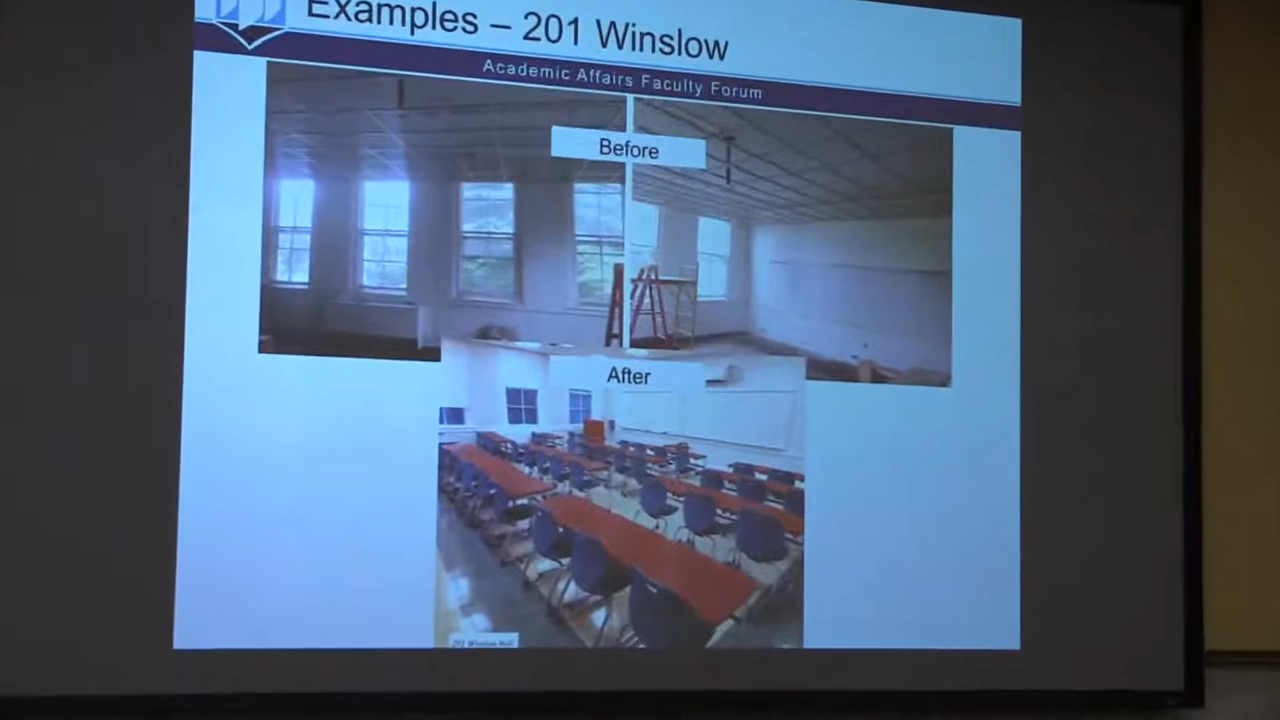 Examples – 201 Winslow
Academic Affairs Faculty Forum
Before
After